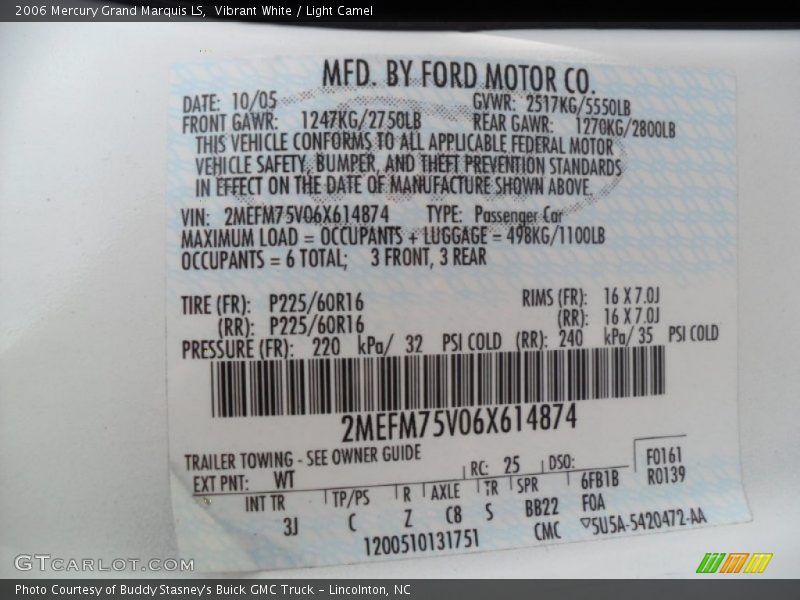 2006 Mercury Grand Marquis LS,  Vibrant White / Light Camel
MFD. BY FORD MOTOR CO.
DATE: 10/05 GVWR: 2517KG/5550LB
FRONT GAWR: 1247KG/2750LB REAR GAWR: 1270KG/2800LB
THIS VEHICLE CONFORMS TO ALL APPLICABLE FEDERAL MOTOR
VEHICLE SAFETY, BUMPER, AND THEFT PREVENTION STANDARDS
IN EFFECT ON THE DATE OF MANUFACTURE SHOWN ABOVE.
VIN: 2MEFM75V06X614874 TYPE: Passenger Car
MAXIMUM LOAD = OCCUPANTS + LUGGAGE = 498KG/1100LB
OCCUPANTS = 6 TOTAL; 3 FRONT, 3 REAR
TIRE (FR): P225/60R16 RIMS (FR): 16 X 7.0J
(RR): P225/60R16 (RR): 16 X 7.0J
PRESSURE (FR): 220 kPa/ 32 PSI COLD (RR): 240 kPa/ 35 PSI COLD
2MEFM75V06X614874
TRAILER TOWING - SEE OWNER GUIDE
EXT PNT: WT RC: 25 DSO: F0161
R0139
INT TR TP/PS R AXLE TR SPR 6FB1B
3J C Z C8 S BB22 F0A
1200510131751 CMC ▽5U5A-5420472-AA
GTCARLOT.COM
Photo Courtesy of Buddy Stasney's Buick GMC Truck – Lincolnton, NC